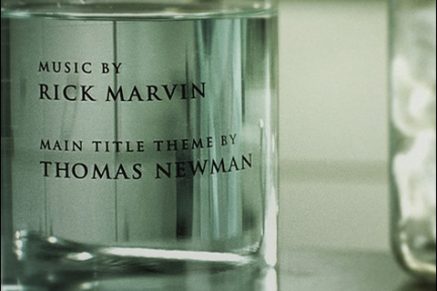 MUSIC BY
RICK MARVIN
MAIN TITLE THEME BY
THOMAS NEWMAN